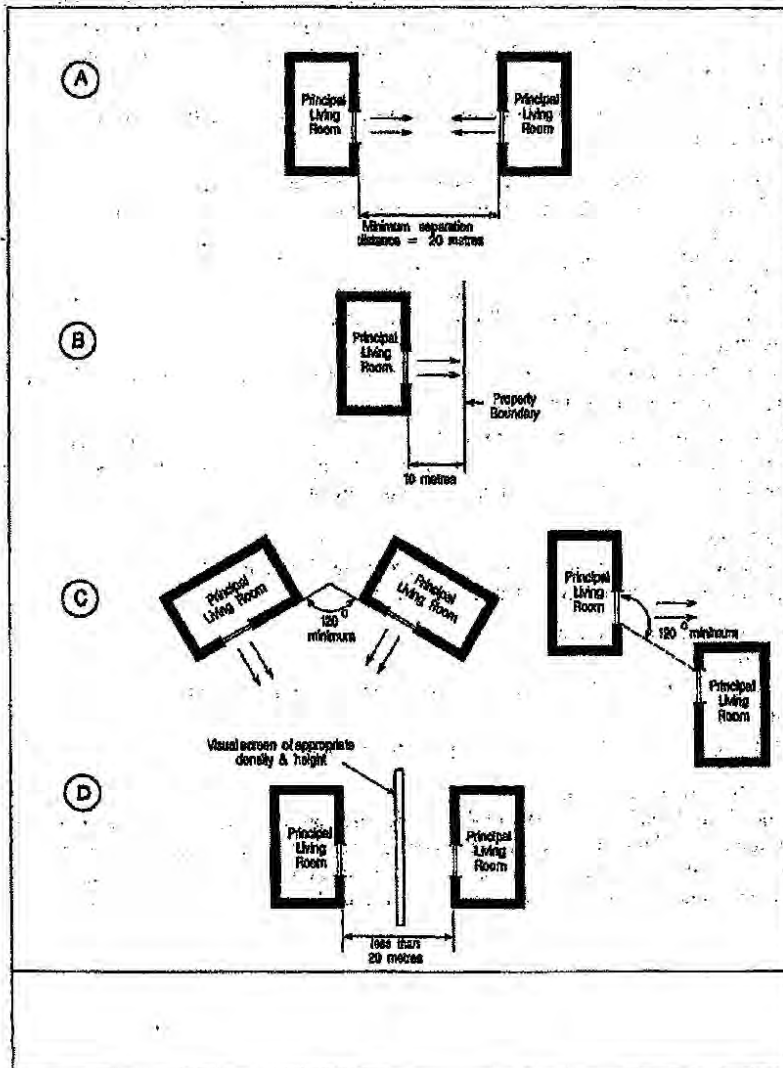 A
Principal
Living
Room
Principal
Living
Room
Minimum separation
distance = 20 metres
B
Principal
Living
Room
Property
Boundary
10 metres
C
Principal
Living Room
120°
minimum
Principal
Living Room
Principal
Living
Room
120° minimum
Principal
Living
Room
D
Visual screen of appropriate
density & height
Principal
Living
Room
Principal
Living
Room
less than
20 metres